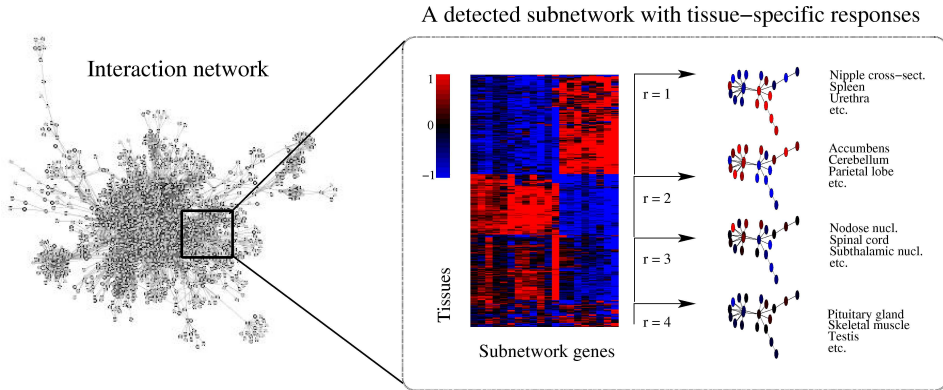 A detected subnetwork with tissue−specific responses
Interaction network
1
0
−1
Tissues
Subnetwork genes
r = 1
r = 2
r = 3
r = 4
Nipple cross−sect.
Spleen
Urethra
etc.
Accumbens
Cerebellum
Parietal lobe
etc.
Nodose nucl.
Spinal cord
Subthalamic nucl.
etc.
Pituitary gland
Skeletal muscle
Testis
etc.